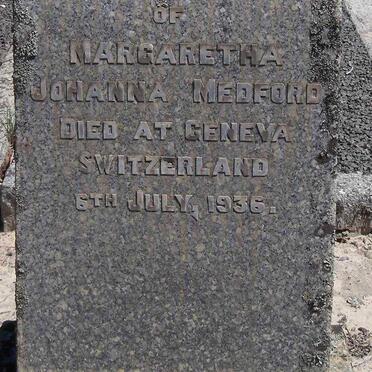 OF
MARGARETHA
JOHANNA MEDFORD
DIED AT GENEVA
SWITZERLAND
6TH JULY, 1936.